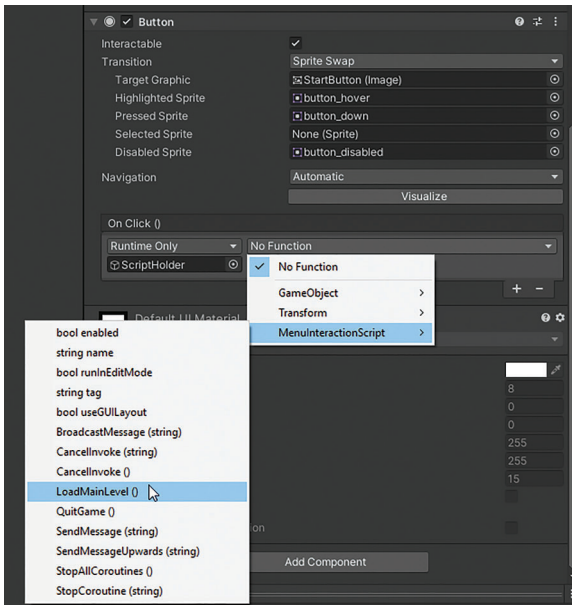 Button
Interactable
Transition Sprite Swap
Target Graphic StartButton (Image)
Highlighted Sprite button_hover
Pressed Sprite button_down
Selected Sprite None (Sprite)
Disabled Sprite button_disabled
Navigation Automatic
Visualize
On Click ()
Runtime Only No Function
ScriptHolder
No Function
GameObject
Transform
MenuInteractionScript
+ -
Default UI Material
bool enabled
string name
bool runInEditMode
string tag
bool useGUILayout
BroadcastMessage (string)
CancelInvoke (string)
CancelInvoke ()
LoadMainLevel ()
QuitGame ()
SendMessage (string)
SendMessageUpwards (string)
StopAllCoroutines ()
StopCoroutine (string)
8
0
0
255
255
15
Add Component